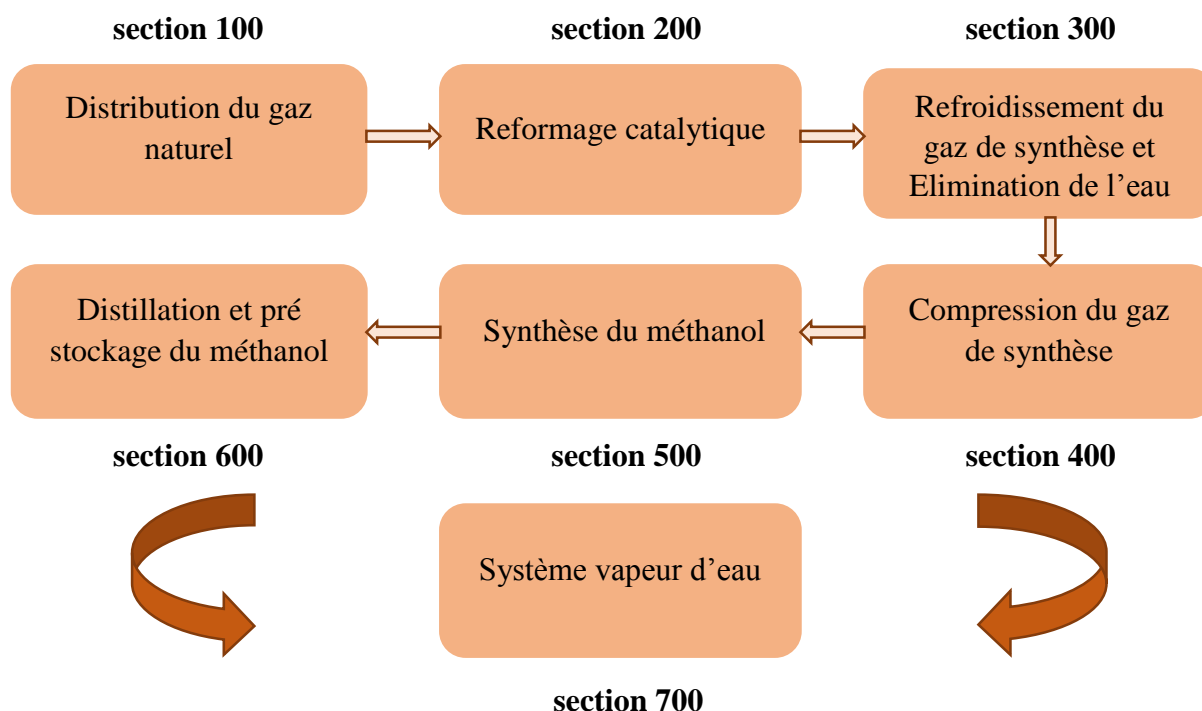 section 100
Distribution du gaz
naturel
section 200
Reformage catalytique
section 300
Refroidissement du
gaz de synthèse et
Elimination de l’eau
Compression du gaz
de synthèse
section 400
Synthèse du méthanol
section 500
Distillation et pré
stockage du méthanol
section 600
Système vapeur d’eau
section 700